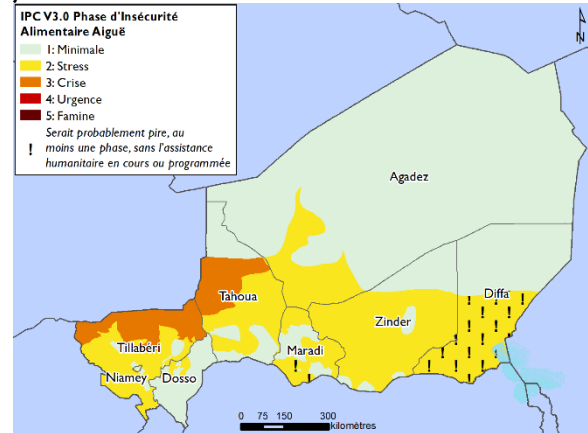 IPC V3.0 Phase d'Insécurité
Alimentaire Aiguë
1: Minimale
2: Stress
3: Crise
4: Urgence
5: Famine
Serait probablement pire, au
! moins une phase, sans l'assistance
humanitaire en cours ou programmée
N
Agadez
Tahoua
Diffa
Zinder
Tillabéri
Maradi
Niamey
Dosso
0 75 150 300
kilomètres